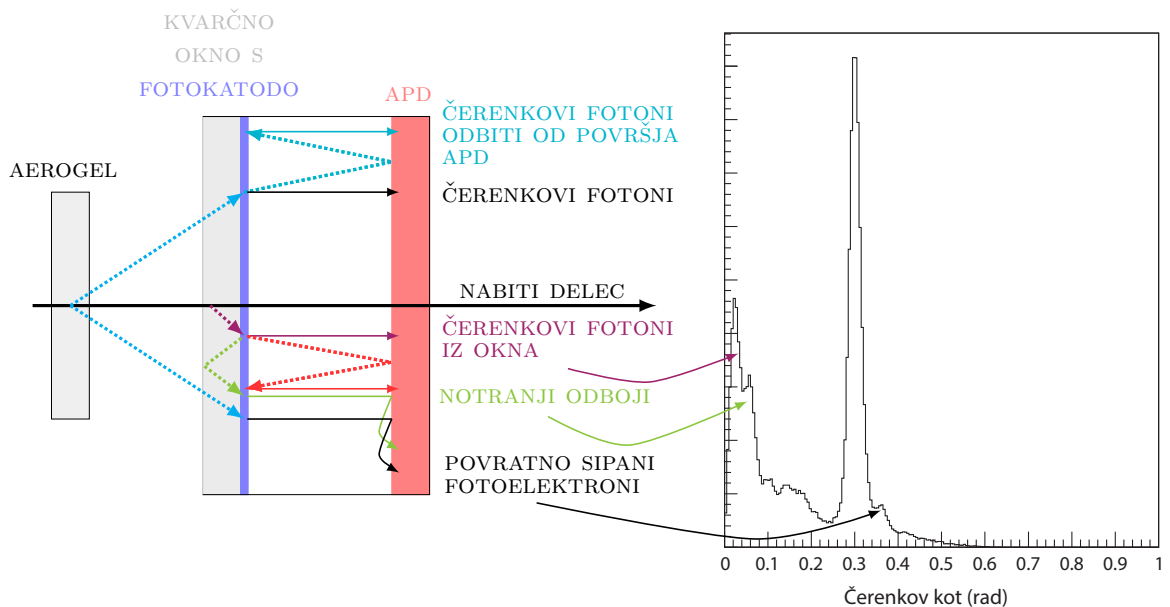 KVARČNO
OKNO S
FOTOKATODO
APD
AEROGEL
ČERENKOVI FOTONI
ODBITI OD POVRŠJA
APD
ČERENKOVI FOTONI
NABITI DELEC
ČERENKOVI FOTONI
IZ OKNA
NOTRANJI ODBOJI
POVRATNO SIPANI
FOTOELEKTRONI
0 0.1 0.2 0.3 0.4 0.5 0.6 0.7 0.8 0.9 1
Čerenkov kot (rad)